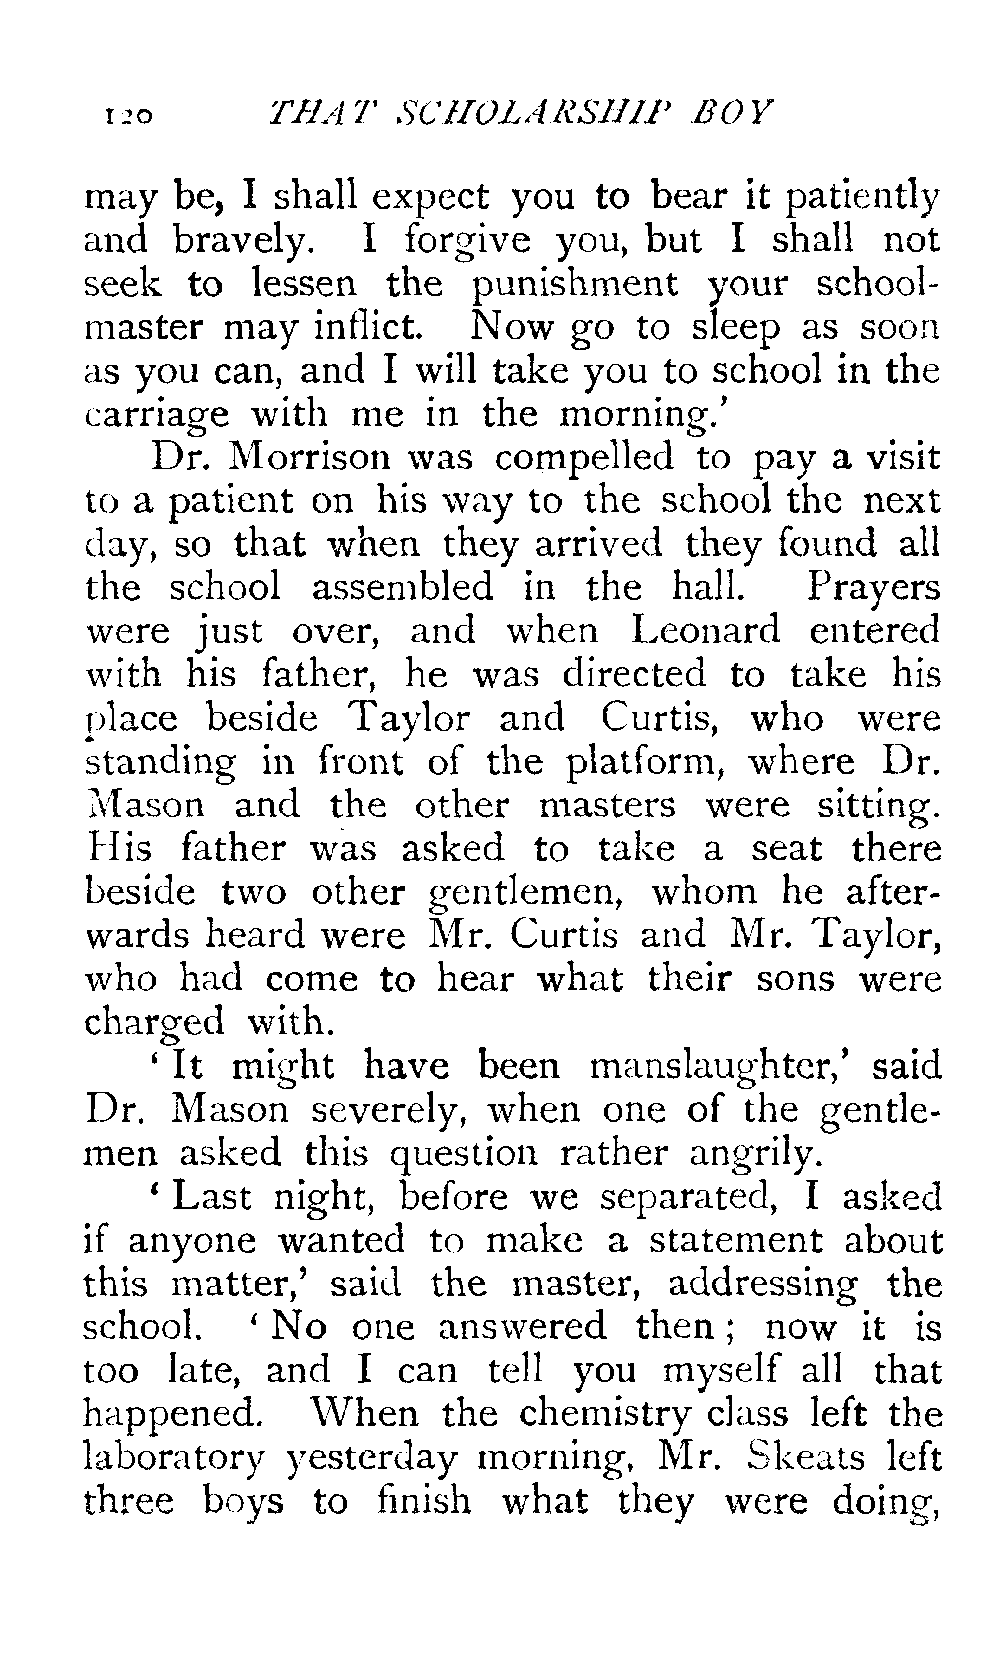 120 THAT SCHOLARSHIP BOY
may be, I shall expect you to bear it patiently
and bravely. I forgive you, but I shall not
seek to lessen the punishment your school-
master may inflict. Now go to sleep as soon
as you can, and I will take you to school in the
carriage with me in the morning.’
Dr. Morrison was compelled to pay a visit
to a patient on his way to the school the next
day, so that when they arrived they found all
the school assembled in the hall. Prayers
were just over, and when Leonard entered
with his father, he was directed to take his
place beside Taylor and Curtis, who were
standing in front of the platform, where Dr.
Mason and the other masters were sitting.
His father was asked to take a seat there
beside two other gentlemen, whom he after-
wards heard were Mr. Curtis and Mr. Taylor,
who had come to hear what their sons were
charged with.
‘ It might have been manslaughter,’ said
Dr. Mason severely, when one of the gentle-
men asked this question rather angrily.
‘ Last night, before we separated, I asked
if anyone wanted to make a statement about
this matter,’ said the master, addressing the
school. ‘ No one answered then ; now it is
too late, and I can tell you myself all that
happened. When the chemistry class left the
laboratory yesterday morning, Mr. Skeats left
three boys to finish what they were doing,